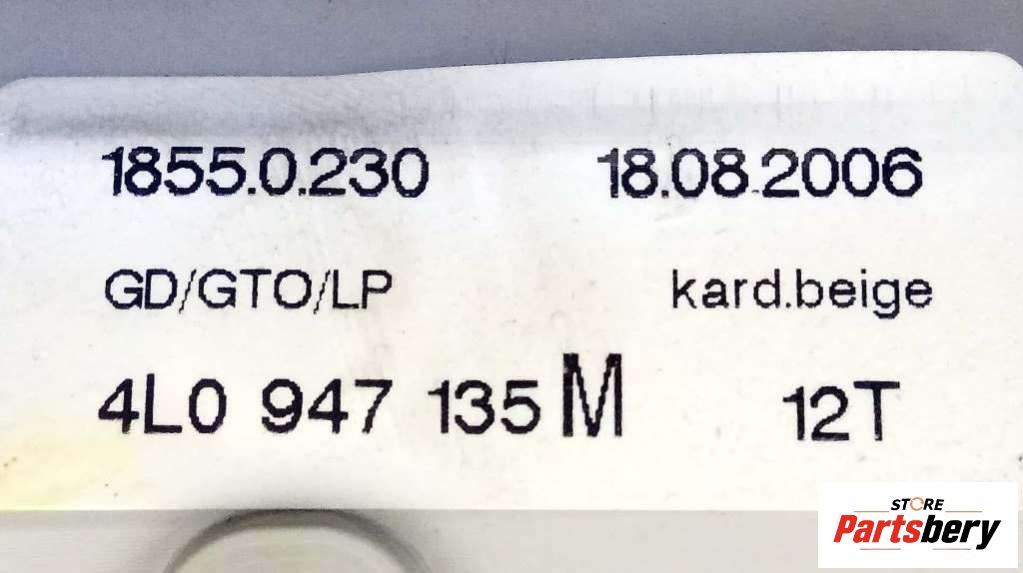 1855.0.230 18.08.2006
GD/GTO/LP kard.beige
4L0 947 135 M 12T
STORE
Partsbery